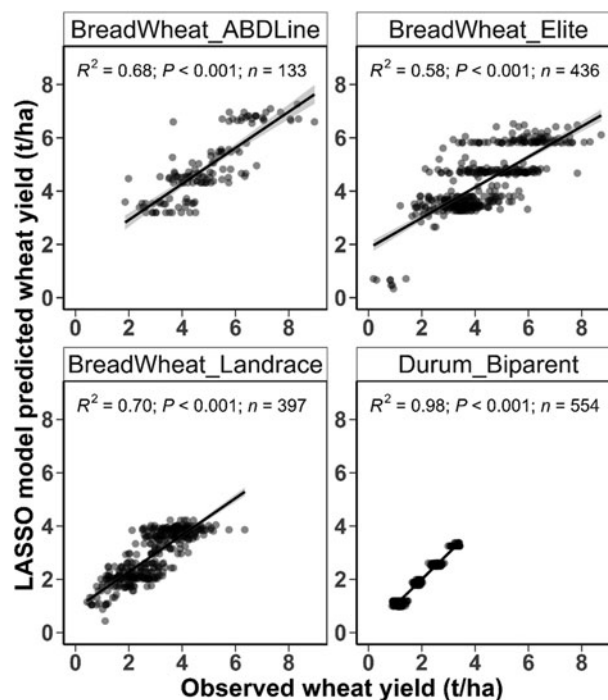 BreadWheat_ABDLine
BreadWheat_Elite
R² = 0.68; P < 0.001; n = 133
R² = 0.58; P < 0.001; n = 436
8
6
4
2
0
8
6
4
2
0
0 2 4 6 8
0 2 4 6 8
BreadWheat_Landrace
Durum_Biparent
R² = 0.70; P < 0.001; n = 397
R² = 0.98; P < 0.001; n = 554
8
6
4
2
0
8
6
4
2
0
0 2 4 6 8
0 2 4 6 8
LASSO model predicted wheat yield (t/ha)
Observed wheat yield (t/ha)